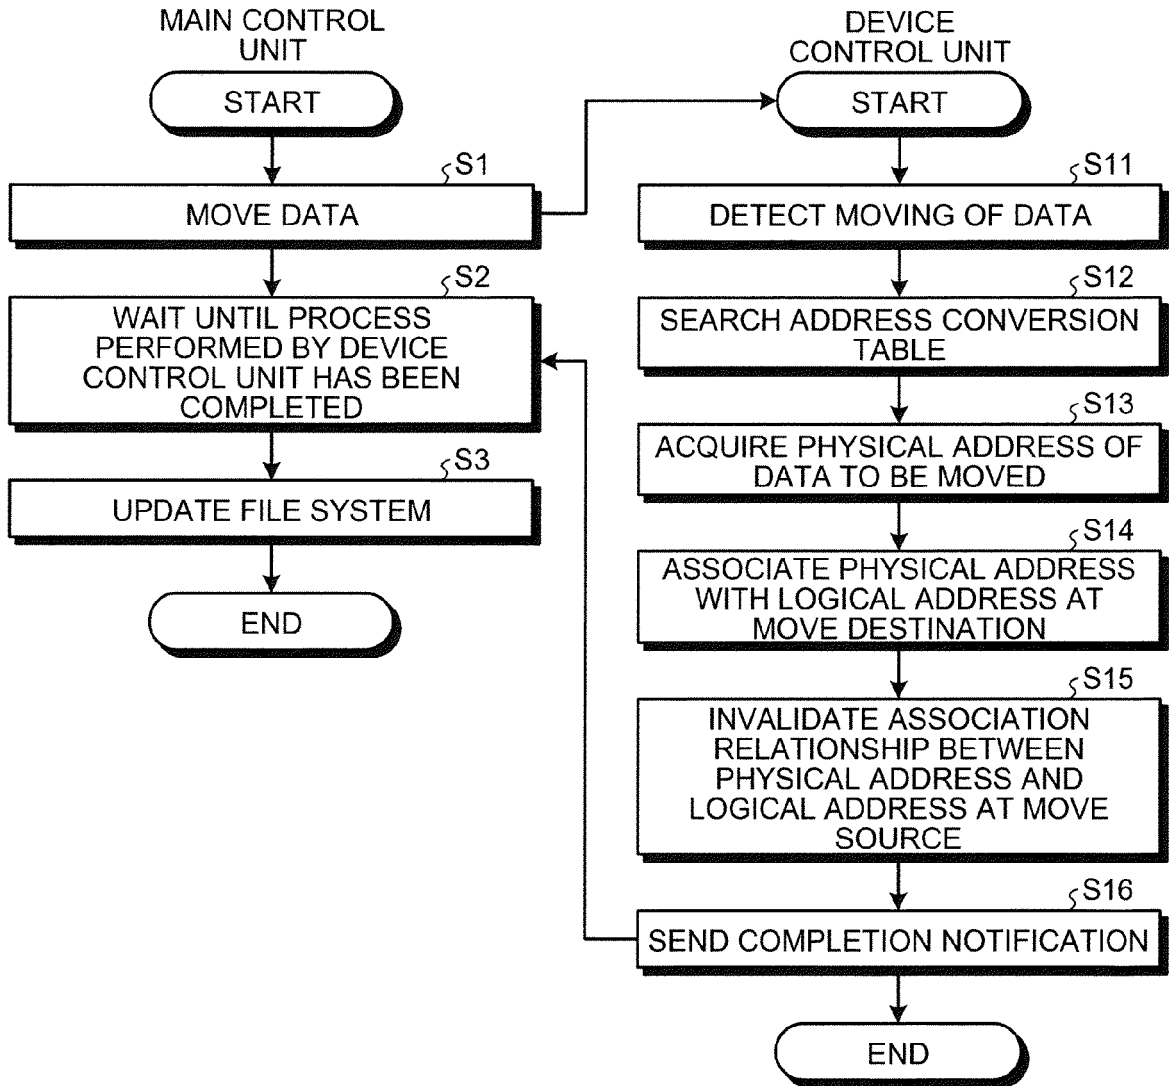 MAIN CONTROL
UNIT
START
S1
MOVE DATA
S2
WAIT UNTIL PROCESS
PERFORMED BY DEVICE
CONTROL UNIT HAS BEEN
COMPLETED
S3
UPDATE FILE SYSTEM
END
DEVICE
CONTROL UNIT
START
S11
DETECT MOVING OF DATA
S12
SEARCH ADDRESS CONVERSION
TABLE
S13
ACQUIRE PHYSICAL ADDRESS OF
DATA TO BE MOVED
S14
ASSOCIATE PHYSICAL ADDRESS
WITH LOGICAL ADDRESS AT
MOVE DESTINATION
S15
INVALIDATE ASSOCIATION
RELATIONSHIP BETWEEN
PHYSICAL ADDRESS AND
LOGICAL ADDRESS AT MOVE
SOURCE
S16
SEND COMPLETION NOTIFICATION
END